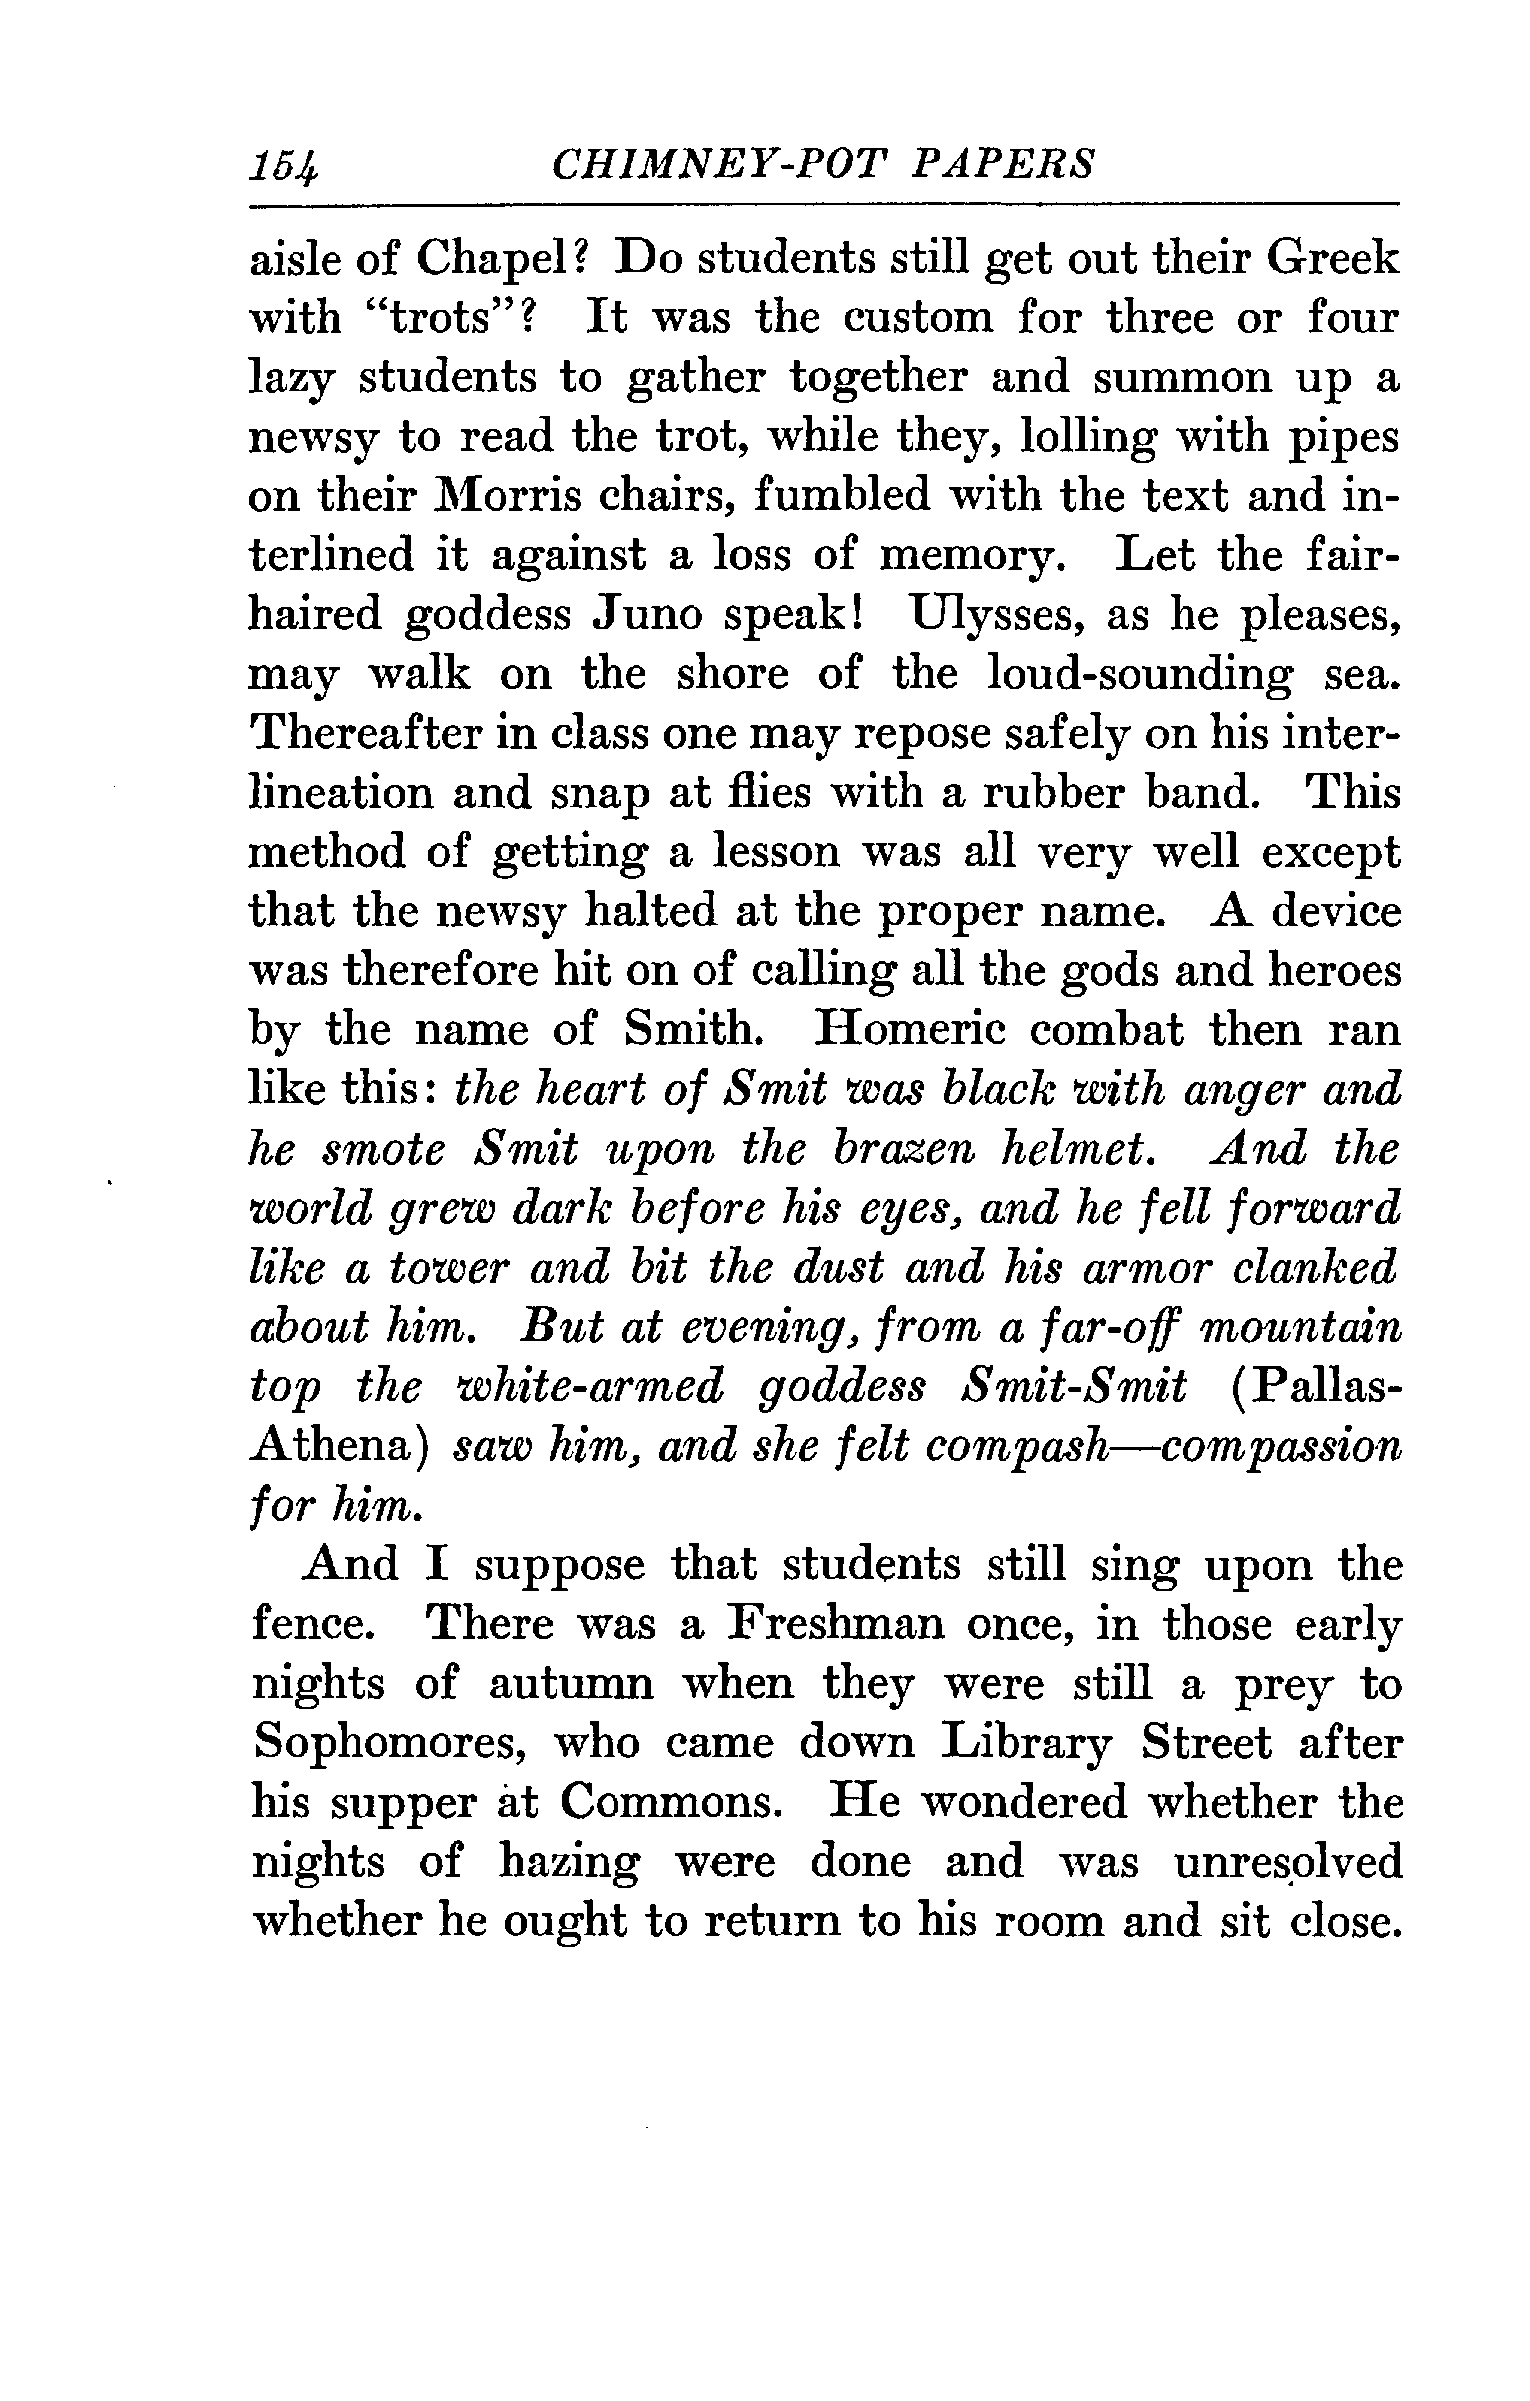 154 CHIMNEY-POT PAPERS
aisle of Chapel? Do students still get out their Greek
with “trots”? It was the custom for three or four
lazy students to gather together and summon up a
newsy to read the trot, while they, lolling with pipes
on their Morris chairs, fumbled with the text and in-
terlined it against a loss of memory. Let the fair-
haired goddess Juno speak! Ulysses, as he pleases,
may walk on the shore of the loud-sounding sea.
Thereafter in class one may repose safely on his inter-
lineation and snap at flies with a rubber band. This
method of getting a lesson was all very well except
that the newsy halted at the proper name. A device
was therefore hit on of calling all the gods and heroes
by the name of Smith. Homeric combat then ran
like this: the heart of Smit was black with anger and
he smote Smit upon the brazen helmet. And the
world grew dark before his eyes, and he fell forward
like a tower and bit the dust and his armor clanked
about him. But at evening, from a far-off mountain
top the white-armed goddess Smit-Smit (Pallas-
Athena) saw him, and she felt compash—compassion
for him.
And I suppose that students still sing upon the
fence. There was a Freshman once, in those early
nights of autumn when they were still a prey to
Sophomores, who came down Library Street after
his supper at Commons. He wondered whether the
nights of hazing were done and was unresolved
whether he ought to return to his room and sit close.